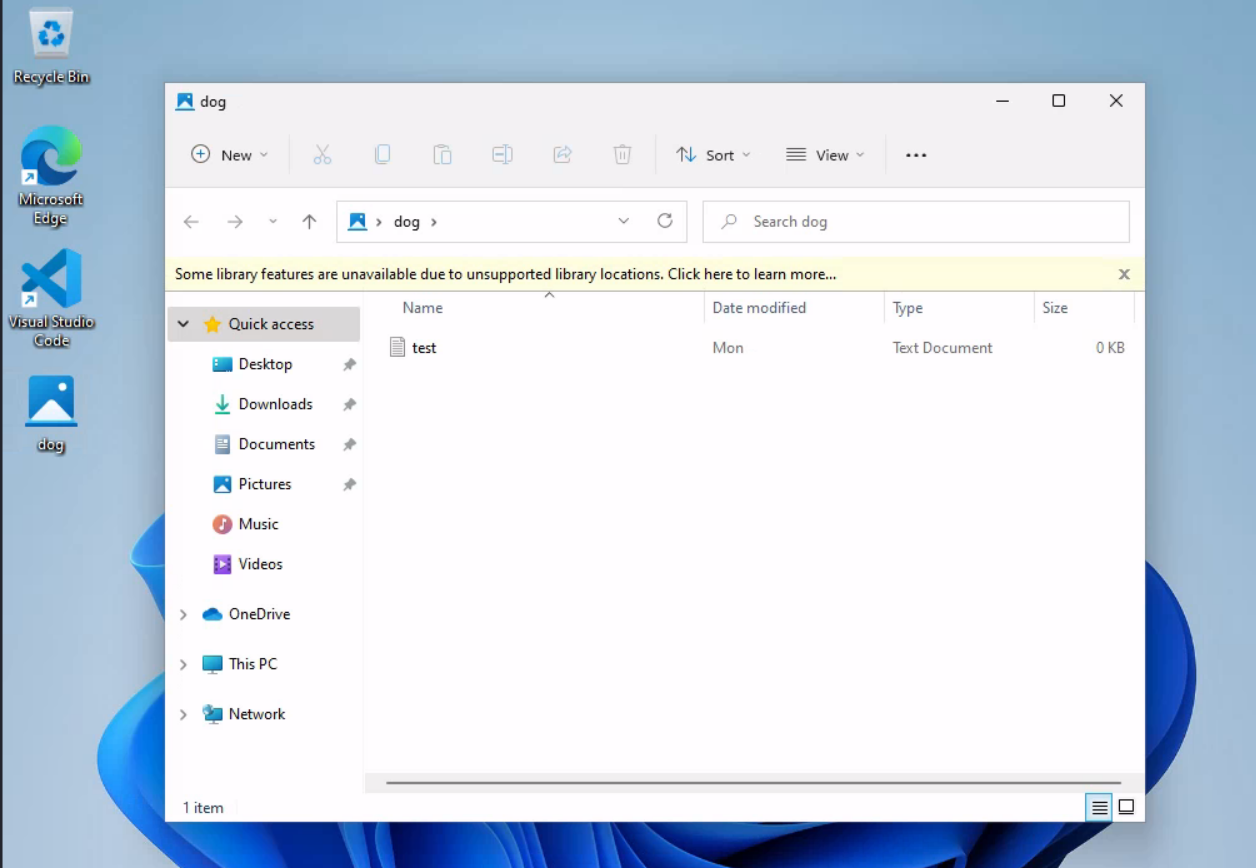 Recycle Bin
Microsoft
Edge
Visual Studio
Code
dog
dog
New
Sort
View
dog
Search dog
Some library features are unavailable due to unsupported library locations. Click here to learn more...
Quick access
Desktop
Downloads
Documents
Pictures
Music
Videos
OneDrive
This PC
Network
Name Date modified Type Size
test Mon Text Document 0 KB
1 item